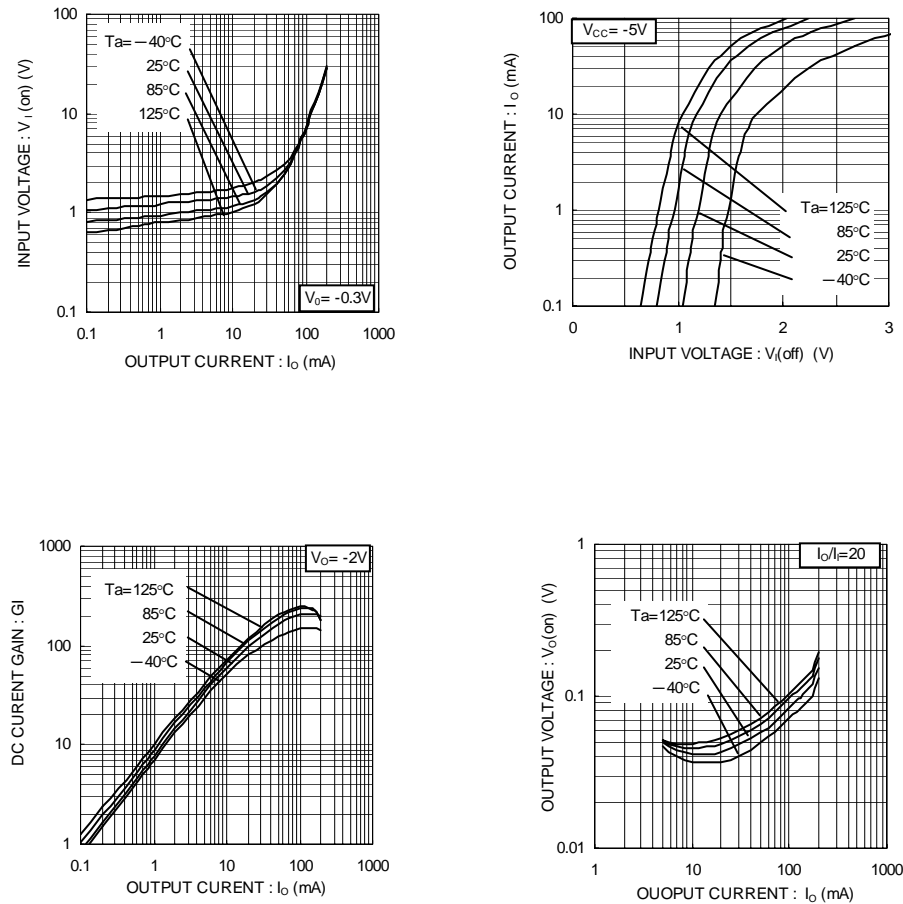 100
Ta=－40°C
25°C
85°C
125°C
10
1
0.1
0.1
1
10
100
1000
INPUT VOLTAGE : VI(on) (V)
OUTPUT CURRENT : IO (mA)
V0= -0.3V
100
VCC= -5V
10
1
0.1
Ta=125°C
85°C
25°C
－40°C
0
1
2
3
OUTPUT CURRENT : IO (mA)
INPUT VOLTAGE : VI(off) (V)
1000
VO= -2V
Ta=125°C
85°C
25°C
－40°C
100
10
1
0.1
1
10
100
1000
DC CURENT GAIN : GI
OUTPUT CURENT : IO (mA)
1
IO/II=20
Ta=125°C
85°C
25°C
－40°C
0.1
0.01
1
10
100
1000
OUTPUT VOLTAGE : VO(on) (V)
OUOPUT CURRENT : IO (mA)